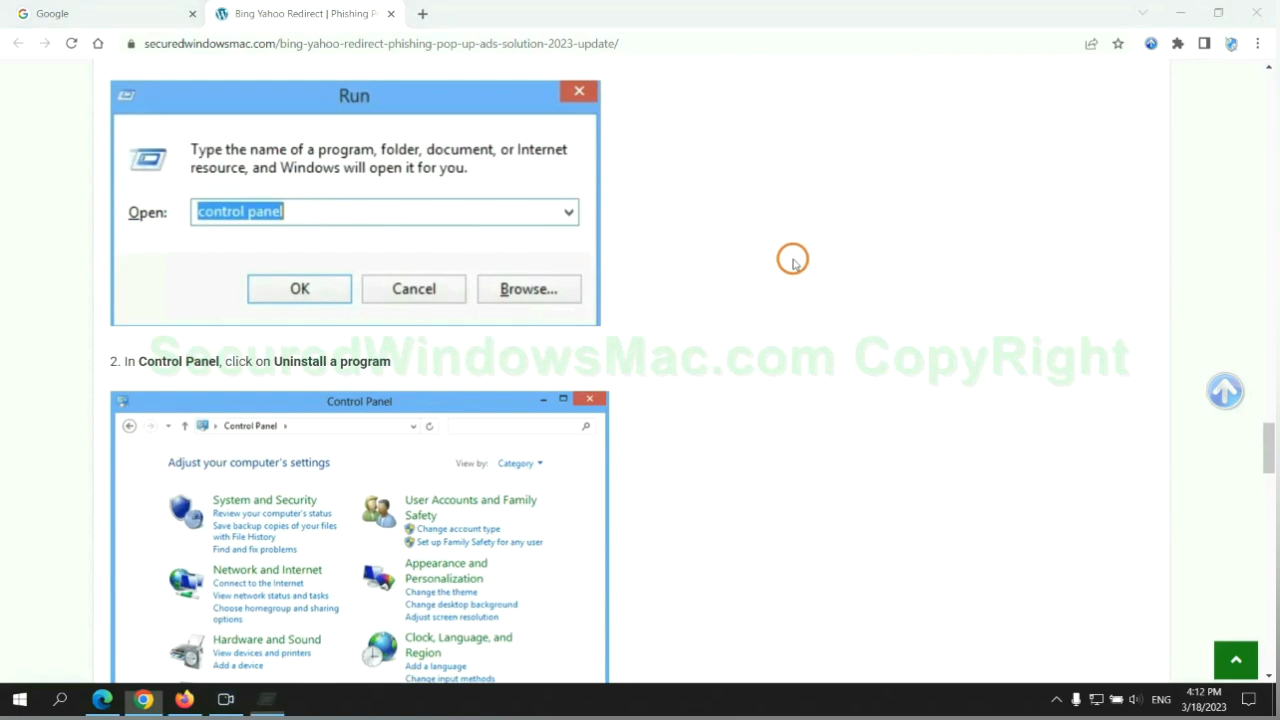 Google
Bing Yahoo Redirect | Phishing P
securedwindowsmac.com/bing-yahoo-redirect-phishing-pop-up-ads-solution-2023-update/
Run
Type the name of a program, folder, document, or Internet
resource, and Windows will open it for you.
Open:
control panel
OK
Cancel
Browse...
SecuredWindowsMac.com CopyRight
2. In Control Panel, click on Uninstall a program
Control Panel
Control Panel
Adjust your computer's settings
View by:
Category
System and Security
Review your computer's status
Save backup copies of your files
with File History
Find and fix problems
Network and Internet
Connect to the Internet
View network status and tasks
Choose homegroup and sharing
options
Hardware and Sound
View devices and printers
Add a device
User Accounts and Family
Safety
Change account type
Set up Family Safety for any user
Appearance and
Personalization
Change the theme
Change desktop background
Adjust screen resolution
Clock, Language, and
Region
Add a language
Change input methods
ENG
4:12 PM
3/18/2023